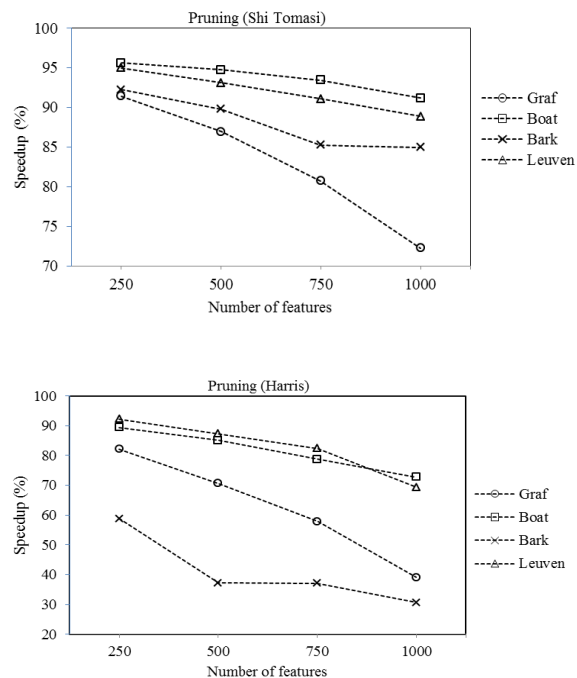 Pruning (Shi Tomasi)
100
95
90
85
80
75
70
Speedup (%)
250 500 750 1000
Number of features
Graf
Boat
Bark
Leuven
Pruning (Harris)
100
90
80
70
60
50
40
30
20
Speedup (%)
250 500 750 1000
Number of features
Graf
Boat
Bark
Leuven